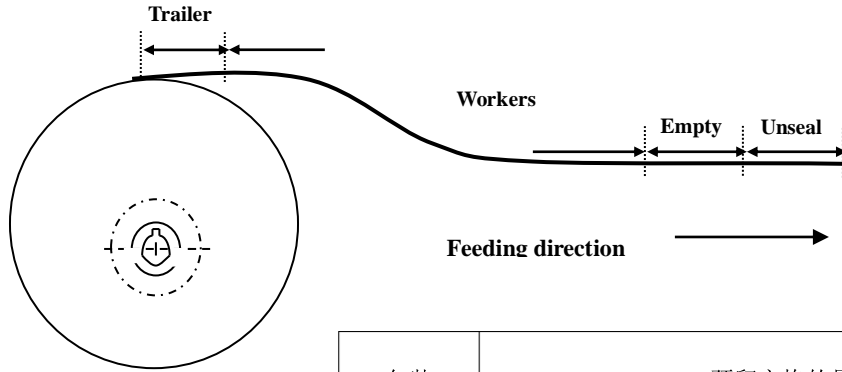 Trailer
Workers
Empty
Unseal
Feeding direction